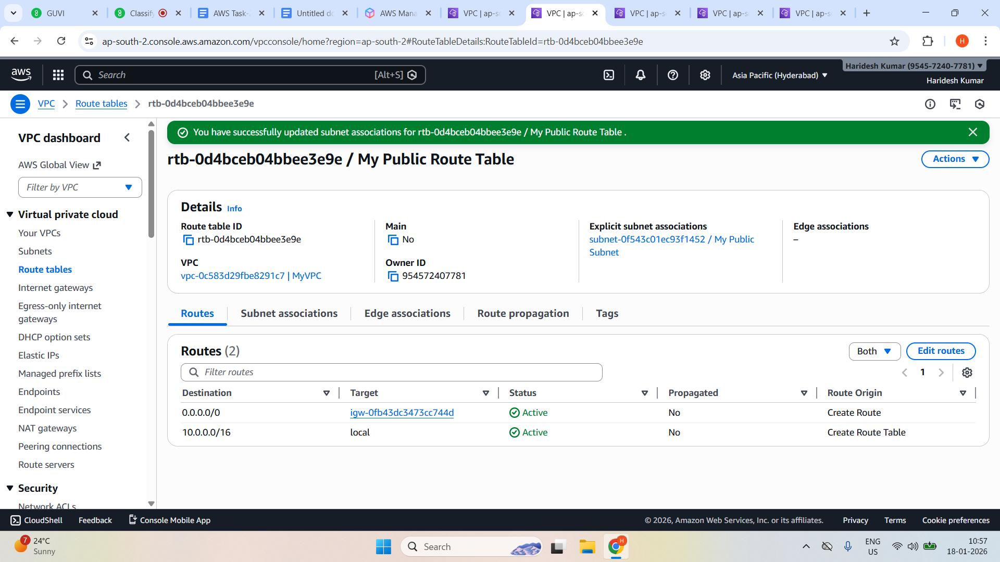 GUVI
Classify
AWS Task-
Untitled do
AWS Mana
VPC | ap-so
VPC | ap-so
VPC | ap-so
VPC | ap-so
VPC | ap-so
ap-south-2.console.aws.amazon.com/vpcconsole/home?region=ap-south-2#RouteTableDetails:RouteTableId=rtb-0d4bceb04bbee3e9e
H
aws
Search
[Alt+S]
Asia Pacific (Hyderabad)
Haridesh Kumar (9545-7240-7781)
Haridesh Kumar
VPC
Route tables
rtb-0d4bceb04bbee3e9e
VPC dashboard
AWS Global View
Filter by VPC
Virtual private cloud
Your VPCs
Subnets
Route tables
Internet gateways
Egress-only internet
gateways
DHCP option sets
Elastic IPs
Managed prefix lists
Endpoints
Endpoint services
NAT gateways
Peering connections
Route servers
Security
Network ACLs
You have successfully updated subnet associations for rtb-0d4bceb04bbee3e9e / My Public Route Table .
rtb-0d4bceb04bbee3e9e / My Public Route Table
Actions
Details Info
Route table ID
rtb-0d4bceb04bbee3e9e
Main
No
Explicit subnet associations
subnet-0f543c01ec93f1452 / My Public
Subnet
Edge associations
–
VPC
vpc-0c583d29fbe8291c7 | MyVPC
Owner ID
954572407781
Routes
Subnet associations
Edge associations
Route propagation
Tags
Routes (2)
Both
Edit routes
Filter routes
1
Destination Target Status Propagated Route Origin
0.0.0.0/0 igw-0fb43dc3473cc744d Active No Create Route
10.0.0.0/16 local Active No Create Route Table
CloudShell
Feedback
Console Mobile App
© 2026, Amazon Web Services, Inc. or its affiliates.
Privacy
Terms
Cookie preferences
7
24°C
Sunny
Search
H
ENG
US
10:57
18-01-2026